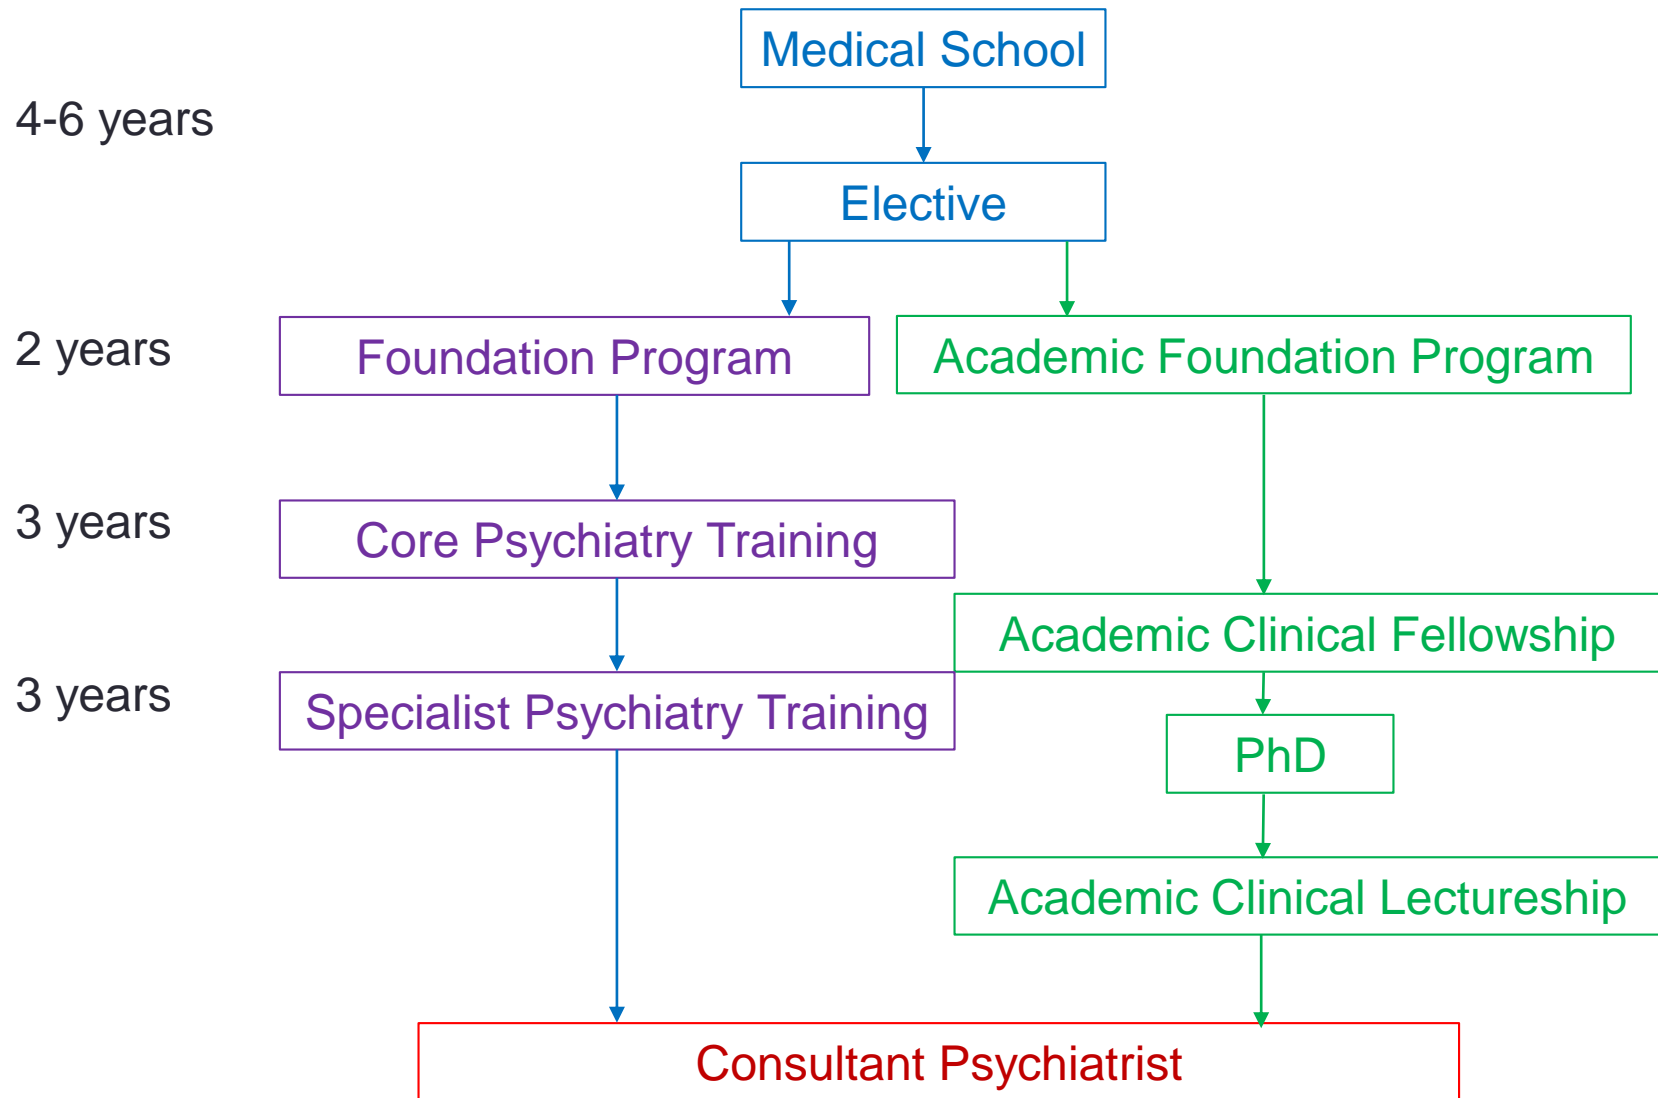 Medical School
4-6 years
Elective
2 years
Foundation Program
Academic Foundation Program
3 years
Core Psychiatry Training
Academic Clinical Fellowship
3 years
Specialist Psychiatry Training
PhD
Academic Clinical Lectureship
Consultant Psychiatrist